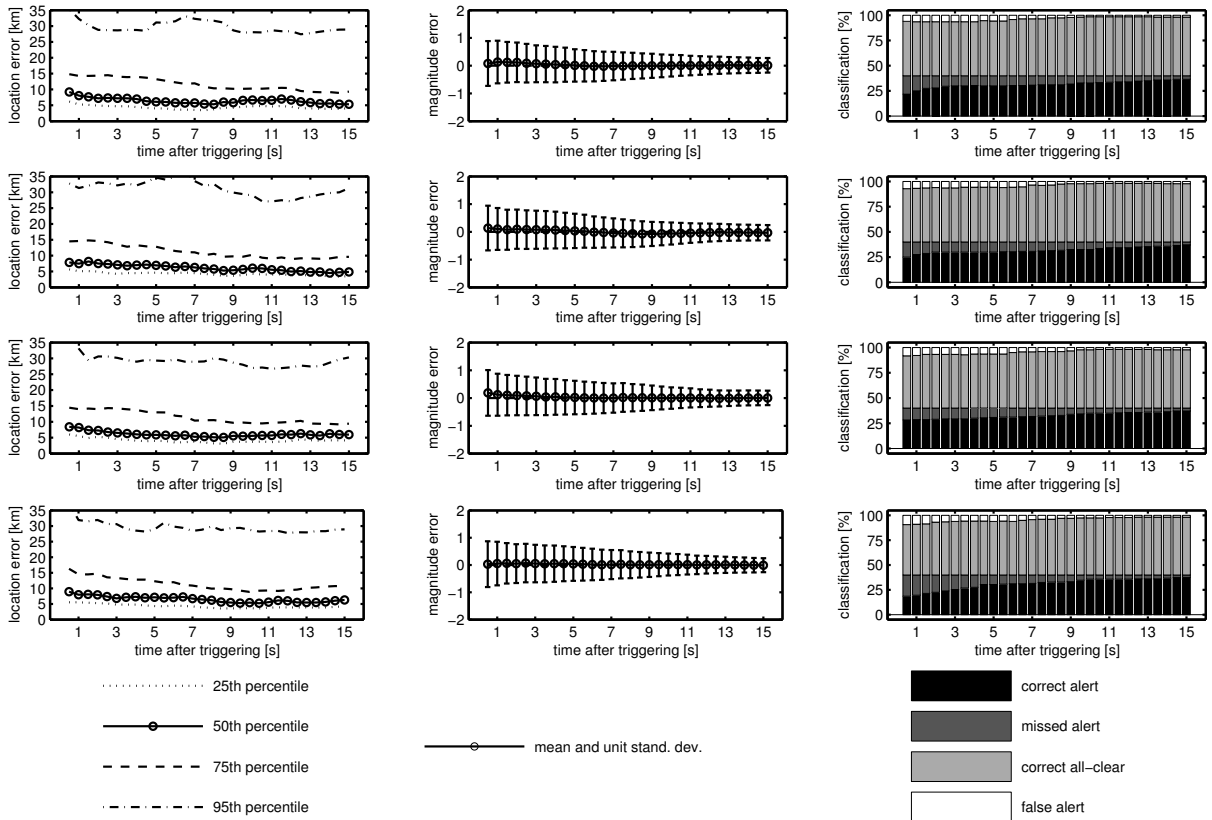 location error [km]
35
30
25
20
15
10
5
0
1 3 5 7 9 11 13 15
time after triggering [s]
magnitude error
2
1
0
−1
−2
1 3 5 7 9 11 13 15
time after triggering [s]
classification [%]
100
75
50
25
0
1 3 5 7 9 11 13 15
time after triggering [s]
location error [km]
35
30
25
20
15
10
5
0
1 3 5 7 9 11 13 15
time after triggering [s]
magnitude error
2
1
0
−1
−2
1 3 5 7 9 11 13 15
time after triggering [s]
classification [%]
100
75
50
25
0
1 3 5 7 9 11 13 15
time after triggering [s]
location error [km]
35
30
25
20
15
10
5
0
1 3 5 7 9 11 13 15
time after triggering [s]
magnitude error
2
1
0
−1
−2
1 3 5 7 9 11 13 15
time after triggering [s]
classification [%]
100
75
50
25
0
1 3 5 7 9 11 13 15
time after triggering [s]
location error [km]
35
30
25
20
15
10
5
0
1 3 5 7 9 11 13 15
time after triggering [s]
magnitude error
2
1
0
−1
−2
1 3 5 7 9 11 13 15
time after triggering [s]
classification [%]
100
75
50
25
0
1 3 5 7 9 11 13 15
time after triggering [s]
25th percentile
50th percentile
75th percentile
95th percentile
mean and unit stand. dev.
correct alert
missed alert
correct all−clear
false alert